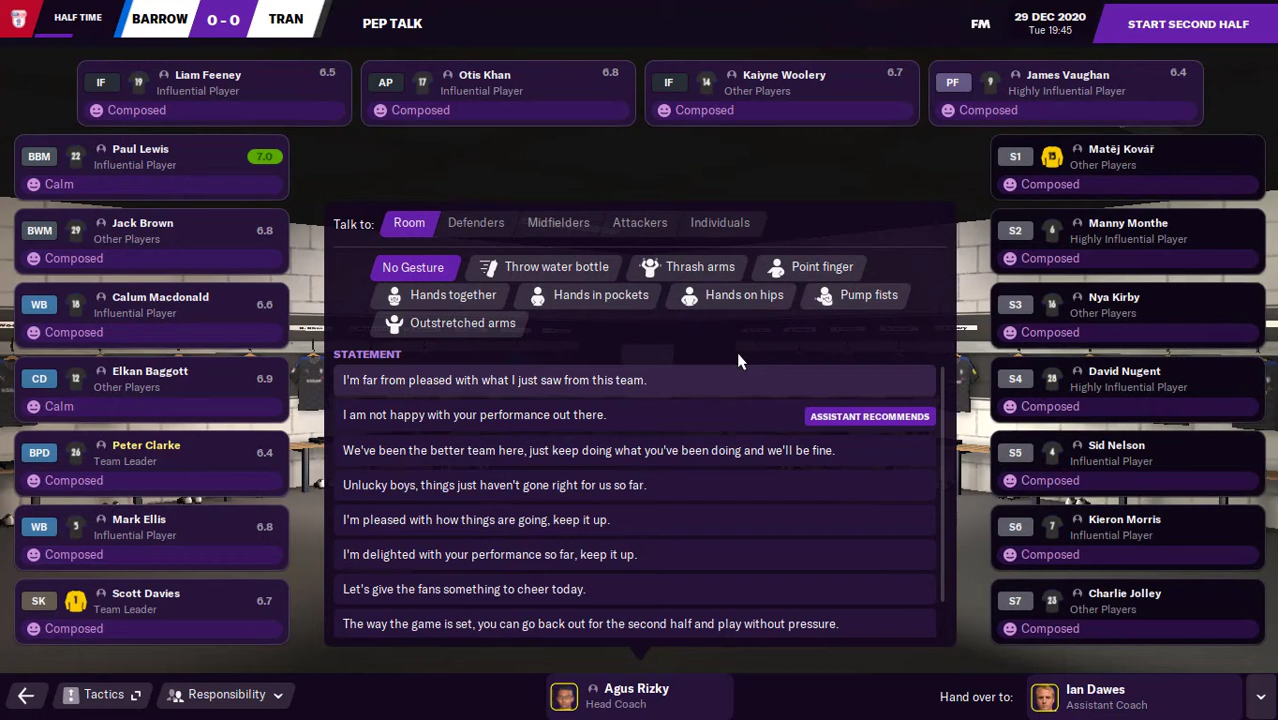 HALF TIME
BARROW
0 - 0
TRAN
PEP TALK
FM
29 DEC 2020
Tue 19:45
START SECOND HALF
IF
19
Liam Feeney
Influential Player
6.5
Composed
AP
17
Otis Khan
Influential Player
6.8
Composed
IF
14
Kaiyne Woolery
Other Players
6.7
Composed
PF
9
James Vaughan
Highly Influential Player
6.4
Composed
BBM
22
Paul Lewis
Influential Player
7.0
Calm
BWM
29
Jack Brown
Other Players
6.8
Composed
WB
18
Calum Macdonald
Influential Player
6.6
Composed
CD
12
Elkan Baggott
Other Players
6.9
Calm
BPD
26
Peter Clarke
Team Leader
6.4
Composed
WB
5
Mark Ellis
Influential Player
6.8
Composed
SK
1
Scott Davies
Team Leader
6.7
Composed
Talk to:
Room
Defenders
Midfielders
Attackers
Individuals
No Gesture
Throw water bottle
Thrash arms
Point finger
Hands together
Hands in pockets
Hands on hips
Pump fists
Outstretched arms
STATEMENT
I'm far from pleased with what I just saw from this team.
I am not happy with your performance out there.
ASSISTANT RECOMMENDS
We've been the better team here, just keep doing what you've been doing and we'll be fine.
Unlucky boys, things just haven't gone right for us so far.
I'm pleased with how things are going, keep it up.
I'm delighted with your performance so far, keep it up.
Let's give the fans something to cheer today.
The way the game is set, you can go back out for the second half and play without pressure.
S1
Matěj Kovář
Other Players
Composed
S2
6
Manny Monthe
Highly Influential Player
Composed
S3
16
Nya Kirby
Other Players
Composed
S4
28
David Nugent
Highly Influential Player
Composed
S5
4
Sid Nelson
Influential Player
Composed
S6
7
Kieron Morris
Influential Player
Composed
S7
23
Charlie Jolley
Other Players
Composed
Tactics
Responsibility
Agus Rizky
Head Coach
Hand over to:
Ian Dawes
Assistant Coach